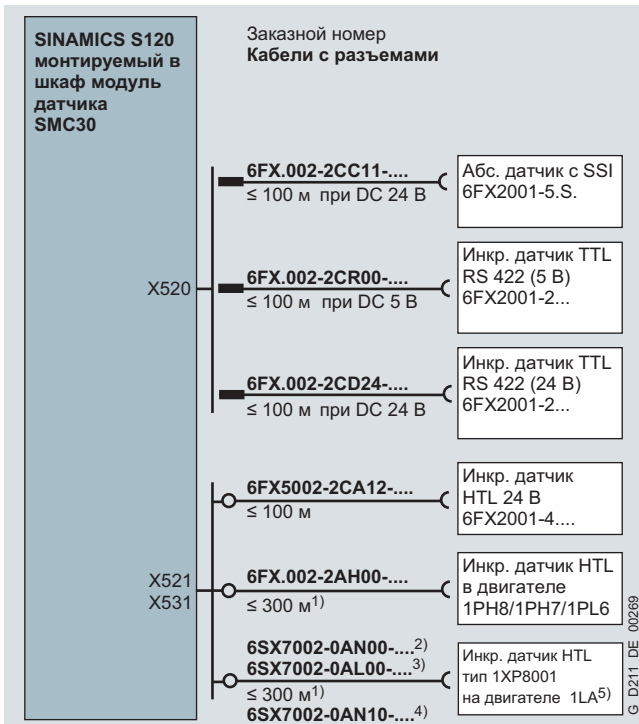 SINAMICS S120
монтируемый в
шкаф модуль
датчика
SMC30
Заказной номер
Кабели с разъемами
X520
6FX.002-2CC11-....
≤ 100 м при DC 24 В
Абс. датчик с SSI
6FX2001-5.S.
6FX.002-2CR00-....
≤ 100 м при DC 5 В
Инкр. датчик TTL
RS 422 (5 В)
6FX2001-2...
6FX.002-2CD24-....
≤ 100 м при DC 24 В
Инкр. датчик TTL
RS 422 (24 В)
6FX2001-2...
X521
X531
6FX5002-2CA12-....
≤ 100 м
Инкр. датчик
HTL 24 В
6FX2001-4....
6FX.002-2AH00-....
≤ 300 м1)
Инкр. датчик HTL
в двигателе
1PH8/1PH7/1PL6
6SX7002-0AN00-....2)
6SX7002-0AL00-....3)
≤ 300 м1)
6SX7002-0AN10-....4)
Инкр. датчик HTL
тип 1XP8001
на двигателе 1LA5)
G_D211_DE_00269